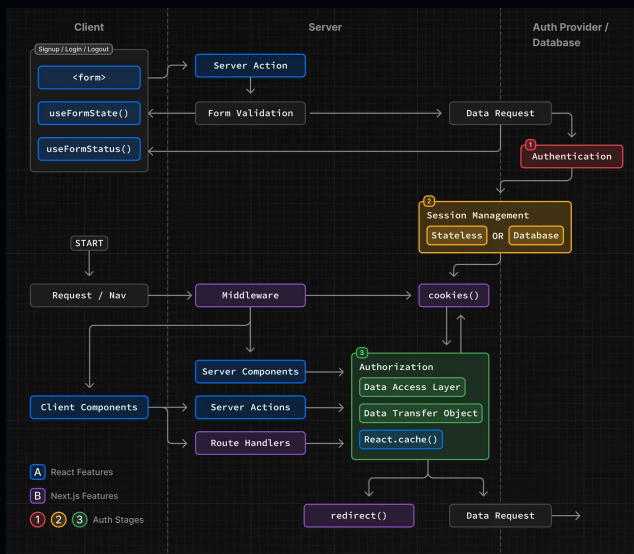 Client
Server
Auth Provider /
Database
Signup / Login / Logout
<form>
Server Action
useFormState()
Form Validation
Data Request
useFormStatus()
1
Authentication
2
Session Management
Stateless OR Database
START
Request / Nav
Middleware
cookies()
3
Authorization
Server Components
Data Access Layer
Client Components
Server Actions
Data Transfer Object
Route Handlers
React.cache()
A React Features
B Next.js Features
1 2 3 Auth Stages
redirect()
Data Request